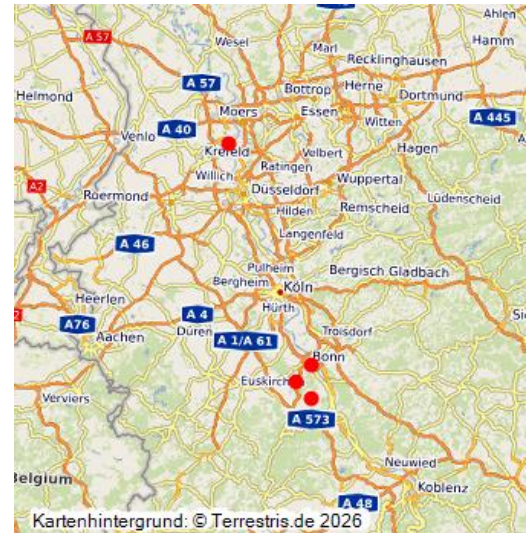 Ahlen
A 57
Wesel
Marl
Hamm
Recklinghausen
A 57
Helmond
Bottrop
Herne
Dortmund
Moers
Essen
A 445
A 40
Witten
Venlo
Krefeld
Velbert
Hagen
Ratingen
A2
Willich
Wuppertal
Roermond
Düsseldorf
Lüdenscheid
Hilden
Remscheid
A 46
Langenfeld
Pulheim
Bergisch Gladbach
Bergheim
Köln
Heerlen
Hürth
A 4
A76
Düren
Troisdorf
Aachen
A 1/A 61
Bonn
Euskirch
Verviers
A 573
Neuwied
Belgium
Koblenz
A 48
Kartenhintergrund: © Terrestris.de 2026